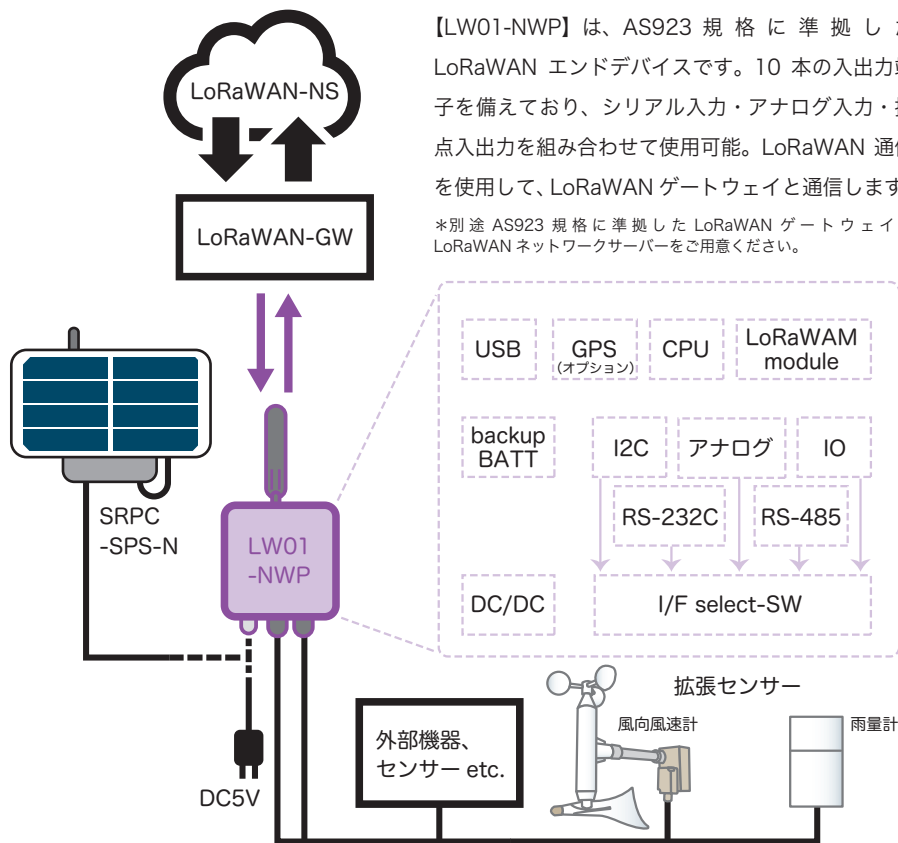 【LW01-NWP】は、AS923 規格に準拠し
LoRaWAN エンドデバイスです。10 本の入出力
子を備えており、シリアル入力・アナログ入力・
点入出力を組み合わせて使用可能。LoRaWAN 通
を使用して、LoRaWAN ゲートウェイと通信します
*別途 AS923 規格に準拠した LoRaWAN ゲートウェイ
LoRaWAN ネットワークサーバーをご用意ください。
LoRaWAN-NS
LoRaWAN-GW
USB
GPS
(オプション)
CPU
LoRaWAM
module
backup
BATT
I2C
アナログ
IO
RS-232C
RS-485
DC/DC
I/F select-SW
SRPC
-SPS-N
LW01
-NWP
DC5V
外部機器、
センサー etc.
拡張センサー
風向風速計
雨量計